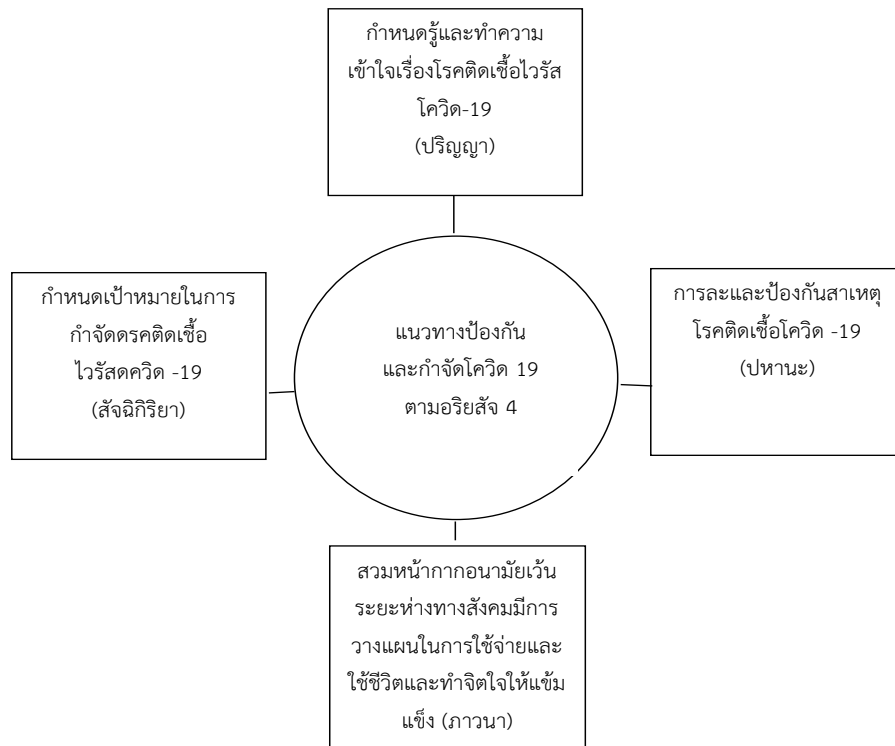 กำหนดรู้และทำความ
เข้าใจเรื่องโรคติดเชื้อไวรัส
โควิด-19
(ปริญญา)
กำหนดเป้าหมายในการ
กำจัดดรคติดเชื้อ
ไวรัสดควิด -19
(สัจฉิกิริยา)
แนวทางป้องกัน
และกำจัดโควิด 19
ตามอริยสัจ 4
การละและป้องกันสาเหตุ
โรคติดเชื้อโควิด -19
(ปหานะ)
สวมหน้ากากอนามัยเว้น
ระยะห่างทางสังคมมีการ
วางแผนในการใช้จ่ายและ
ใช้ชีวิตและทำจิตใจให้แข้ม
แข็ง (ภาวนา)